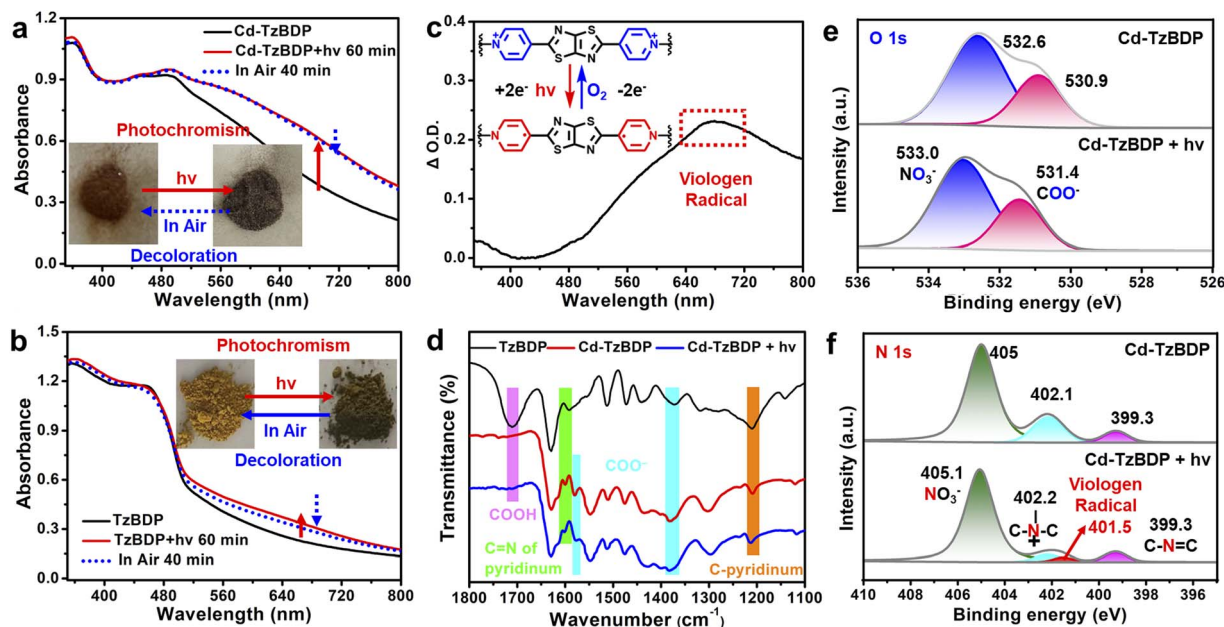 a
Cd-TzBDP
Cd-TzBDP+hv 60 min
In Air 40 min
Photochromism
hv
In Air
Decoloration
Absorbance
1.2
0.9
0.6
0.3
0.0
400 480 560 640 720 800
Wavelength (nm)
b
Photochromism
hv
In Air
Decoloration
TzBDP
TzBDP+hv 60 min
In Air 40 min
Absorbance
1.5
1.2
0.9
0.6
0.3
0.0
400 480 560 640 720 800
Wavelength (nm)
c
N+ N S S N N+
+2e- hv O2 -2e-
N N S S N N
Viologen
Radical
Δ O.D.
0.4
0.3
0.2
0.1
0.0
400 480 560 640 720 800
Wavelength (nm)
d
TzBDP Cd-TzBDP Cd-TzBDP + hv
COO-
COOH
C=N of
pyridinum
C-pyridinum
Transmittance (%)
1800 1700 1600 1500 1400 1300 1200 1100
Wavenumber (cm-1)
e
O 1s
532.6
Cd-TzBDP
530.9
Cd-TzBDP + hv
533.0
NO3-
531.4
COO-
Intensity (a.u.)
536 534 532 530 528 526
Binding energy (eV)
f
N 1s
405
Cd-TzBDP
402.1
399.3
Cd-TzBDP + hv
405.1
NO3-
402.2
C-N-C
+
Viologen
Radical
401.5
399.3
C-N=C
Intensity (a.u.)
410 408 406 404 402 400 398 396
Binding energy (eV)